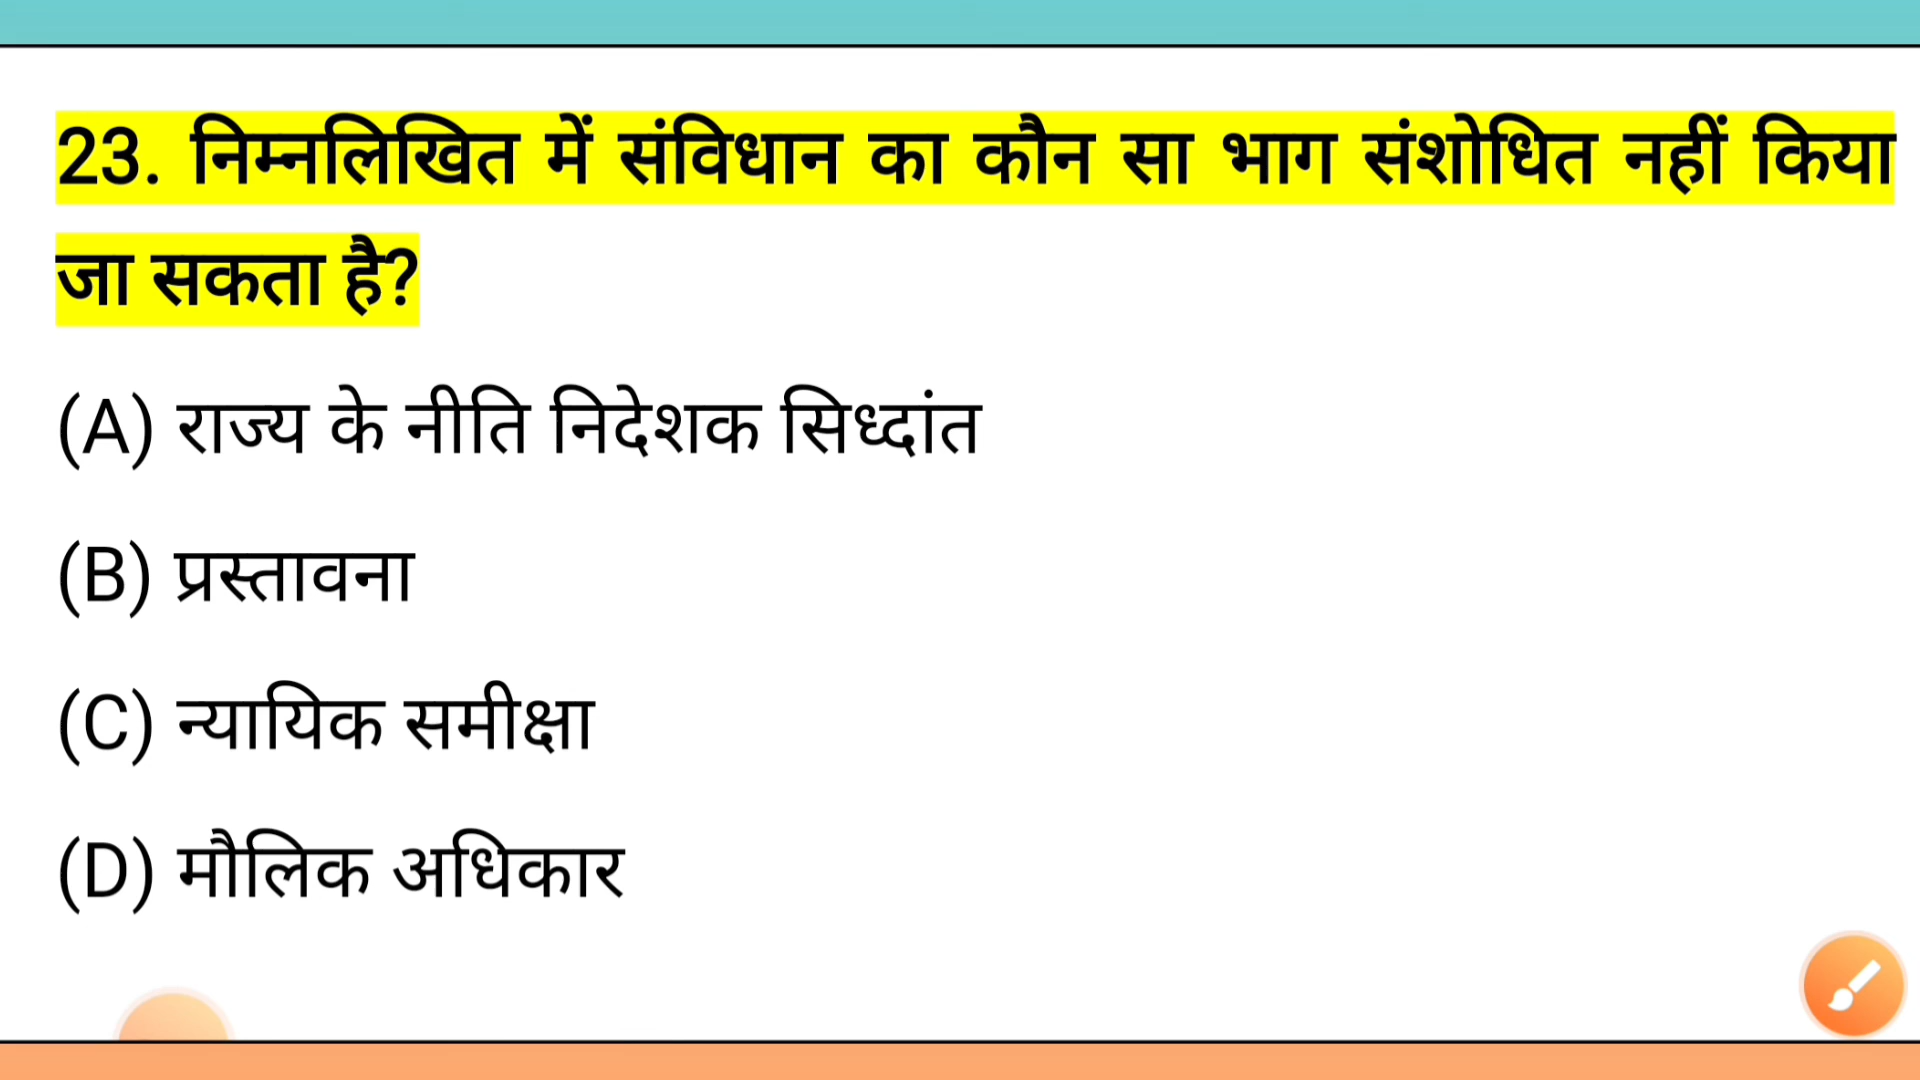 23. निम्नलिखित में संविधान का कौन सा भाग संशोधित नहीं किया
जा सकता है?
(A) राज्य के नीति निदेशक सिध्दांत
(B) प्रस्तावना
(C) न्यायिक समीक्षा
(D) मौलिक अधिकार